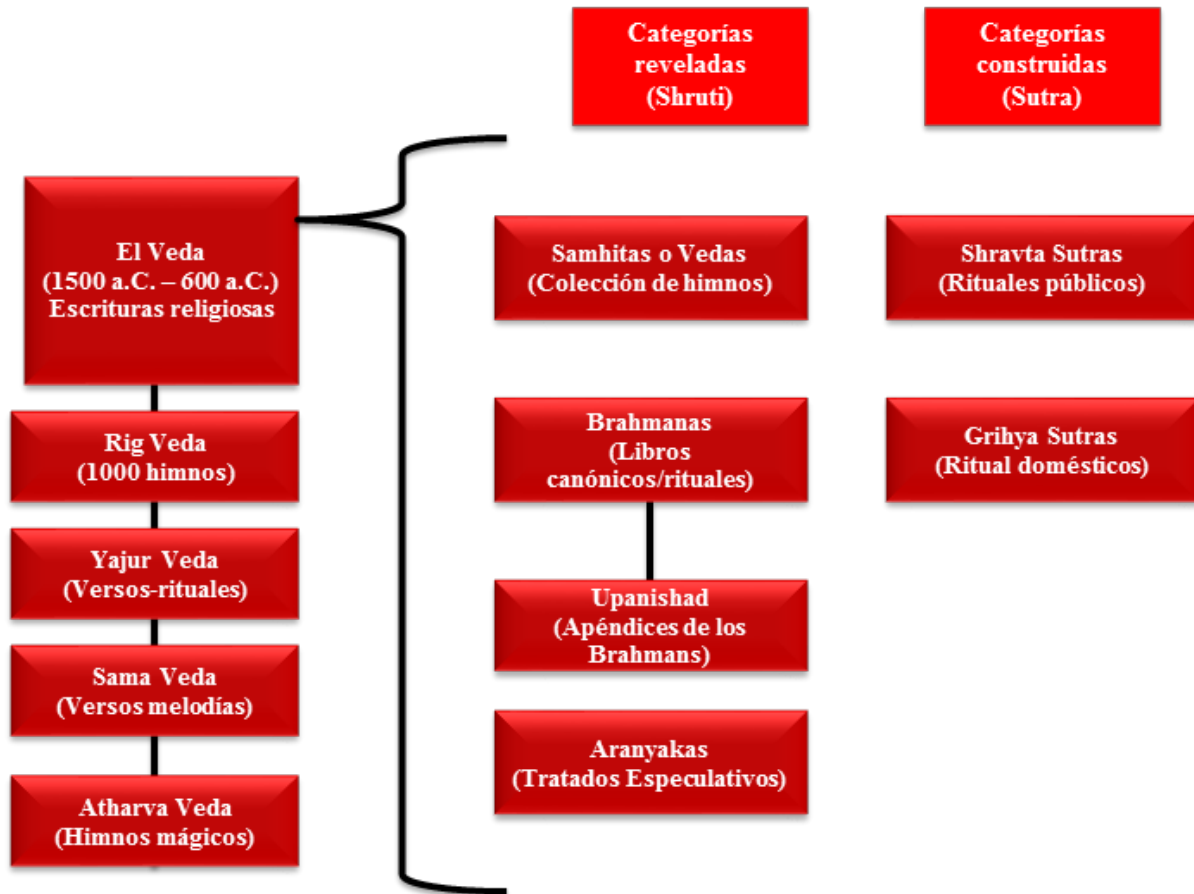 Categorías
reveladas
(Shruti)
Categorías
construidas
(Sutra)
El Veda
(1500 a.C. – 600 a.C.)
Escrituras religiosas
Rig Veda
(1000 himnos)
Yajur Veda
(Versos-rituales)
Sama Veda
(Versos melodías)
Atharva Veda
(Himnos mágicos)
Samhitas o Vedas
(Colección de himnos)
Brahmanas
(Libros
canónicos/rituales)
Upanishad
(Apéndices de los
Brahmans)
Aranyakas
(Tratados Especulativos)
Shravta Sutras
(Rituales públicos)
Grihya Sutras
(Ritual domésticos)